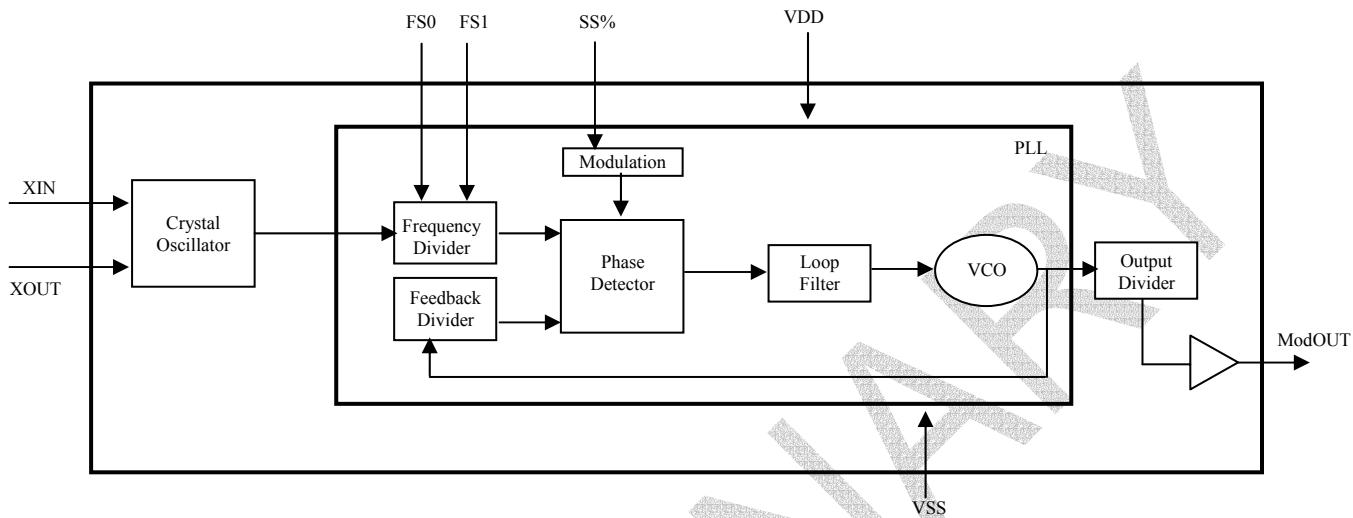 FS0 FS1 SS% VDD
PLL
Modulation
XIN
Crystal
Oscillator
XOUT
Frequency
Divider
Feedback
Divider
Phase
Detector
Loop
Filter
VCO
Output
Divider
ModOUT
VSS